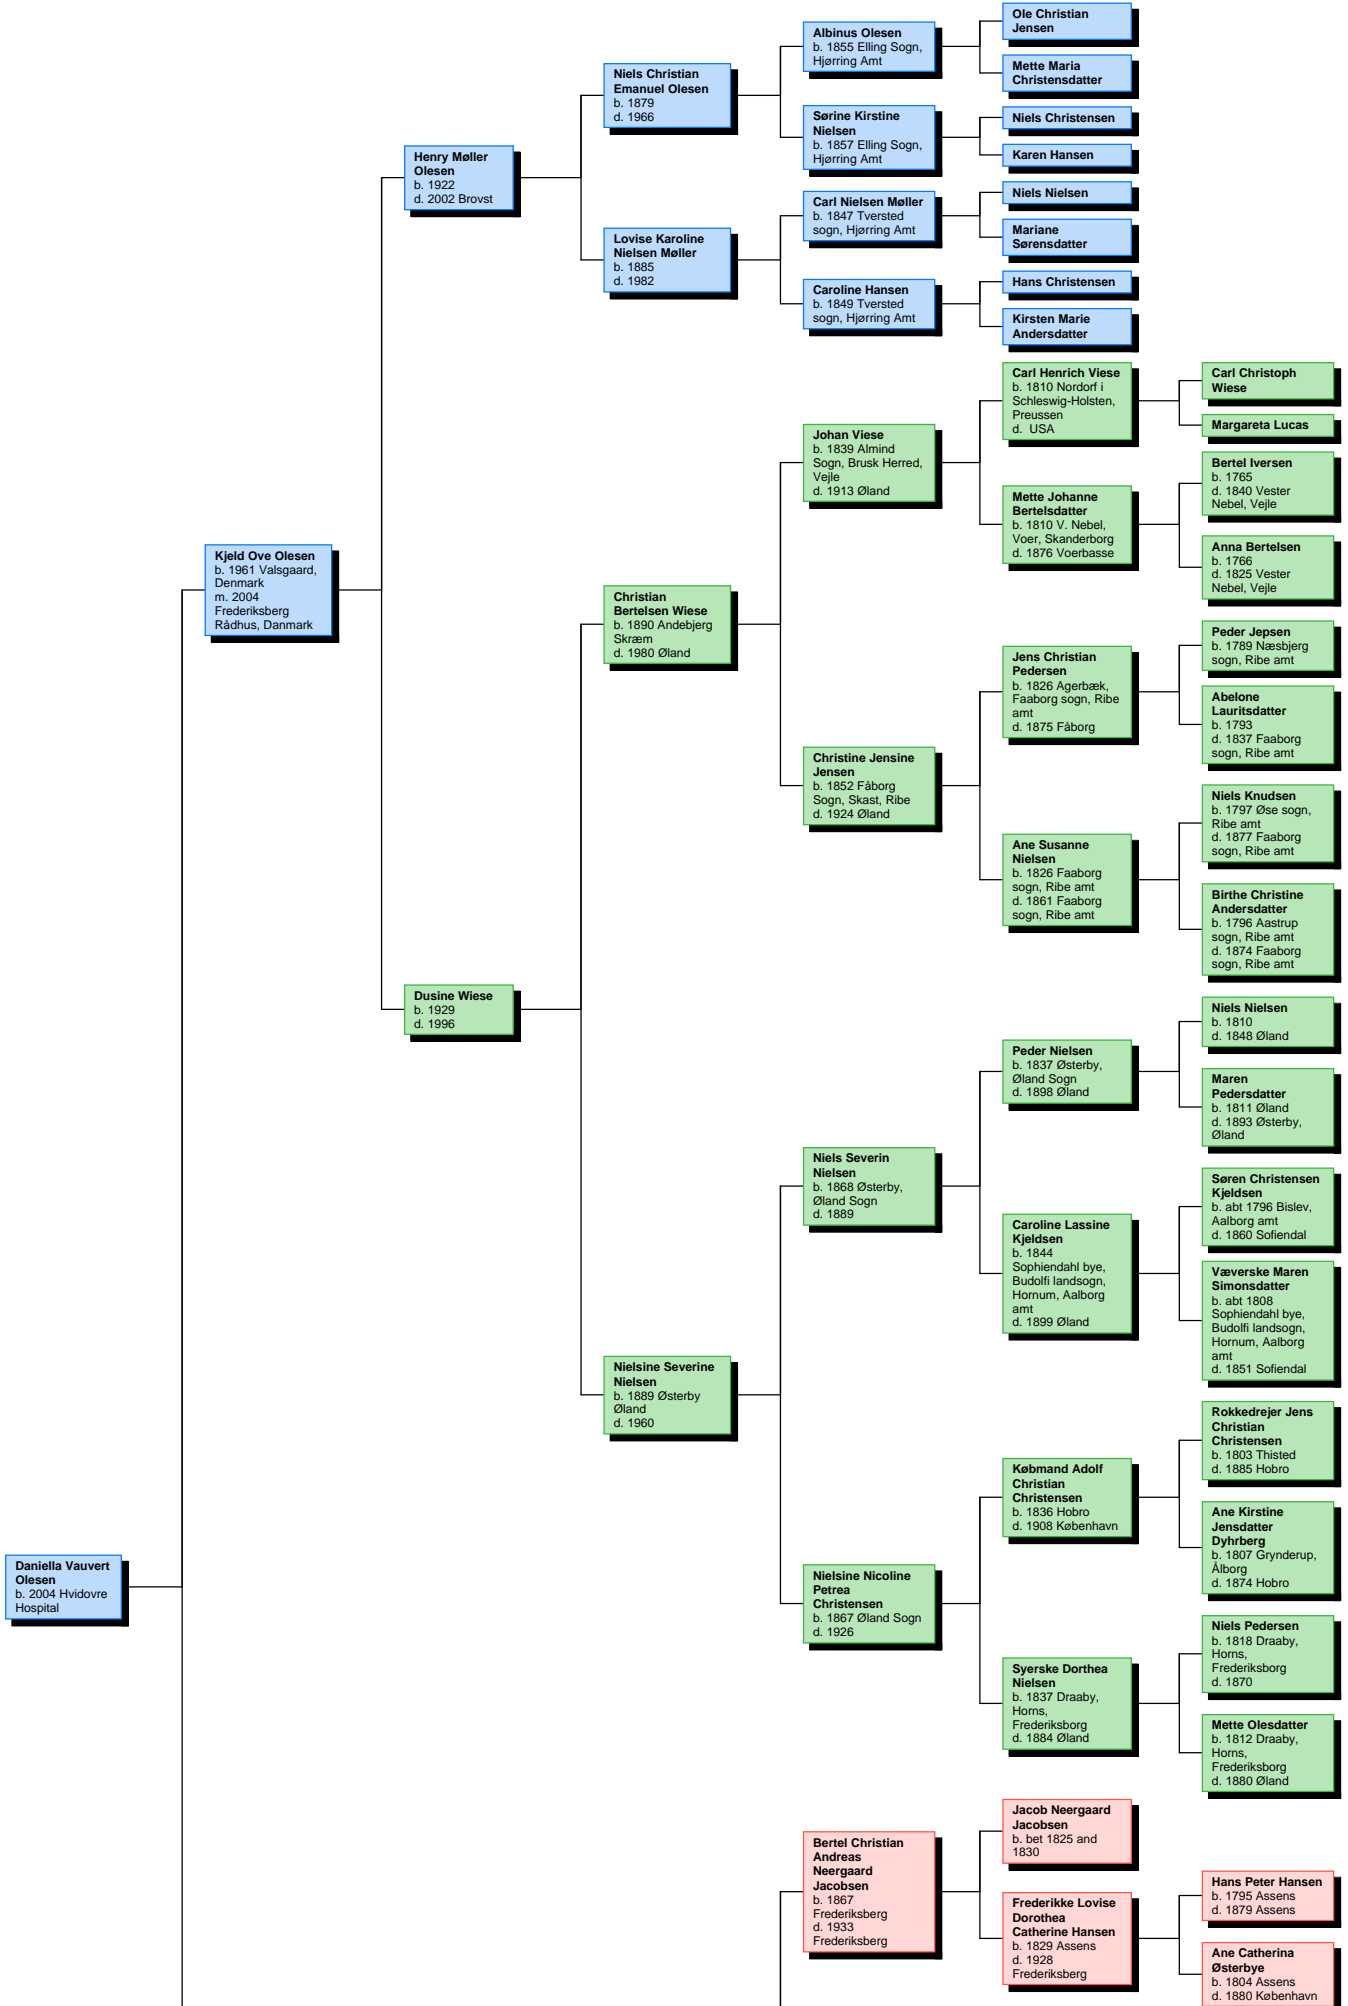 Daniella Vauvert
Olesen
b. 2004 Hvidovre
Hospital
Kjeld Ove Olesen
b. 1961 Valsgaard,
Denmark
m. 2004
Frederiksberg
Rådhus, Danmark
Henry Møller
Olesen
b. 1922
d. 2002 Brovst
Dusine Wiese
b. 1929
d. 1996
Niels Christian
Emanuel Olesen
b. 1879
d. 1966
Lovise Karoline
Nielsen Møller
b. 1885
d. 1982
Christian
Bertelsen Wiese
b. 1890 Andebjerg
Skræm
d. 1980 Øland
Nielsine Severine
Nielsen
b. 1889 Østerby
Øland
d. 1960
Albinus Olesen
b. 1855 Elling Sogn,
Hjørring Amt
Sørine Kirstine
Nielsen
b. 1857 Elling Sogn,
Hjørring Amt
Carl Nielsen Møller
b. 1847 Tversted
sogn, Hjørring Amt
Caroline Hansen
b. 1849 Tversted
sogn, Hjørring Amt
Johan Viese
b. 1839 Almind
Sogn, Brusk Herred,
Vejle
d. 1913 Øland
Christine Jensine
Jensen
b. 1852 Fåborg
Sogn, Skast, Ribe
d. 1924 Øland
Niels Severin
Nielsen
b. 1868 Østerby,
Øland Sogn
d. 1889
Nielsine Nicoline
Petrea
Christensen
b. 1867 Øland Sogn
d. 1926
Bertel Christian
Andreas
Neergaard
Jacobsen
b. 1867
Frederiksberg
d. 1933
Frederiksberg
Ole Christian
Jensen
Mette Maria
Christensdatter
Niels Christensen
Karen Hansen
Niels Nielsen
Mariane
Sørensdatter
Hans Christensen
Kirsten Marie
Andersdatter
Carl Henrich Viese
b. 1810 Nordorf i
Schleswig-Holsten,
Preussen
d.  USA
Mette Johanne
Bertelsdatter
b. 1810 V. Nebel,
Voer, Skanderborg
d. 1876 Voerbasse
Jens Christian
Pedersen
b. 1826 Agerbæk,
Faaborg sogn, Ribe
amt
d. 1875 Fåborg
Ane Susanne
Nielsen
b. 1826 Faaborg
sogn, Ribe amt
d. 1861 Faaborg
sogn, Ribe amt
Peder Nielsen
b. 1837 Østerby,
Øland Sogn
d. 1898 Øland
Caroline Lassine
Kjeldsen
b. 1844
Sophiendahl bye,
Budolfi landsogn,
Hornum, Aalborg
amt
d. 1899 Øland
Købmand Adolf
Christian
Christensen
b. 1836 Hobro
d. 1908 København
Syerske Dorthea
Nielsen
b. 1837 Draaby,
Horns,
Frederiksborg
d. 1884 Øland
Jacob Neergaard
Jacobsen
b. bet 1825 and
1830
Frederikke Lovise
Dorothea
Catherine Hansen
b. 1829 Assens
d. 1928
Frederiksberg
Carl Christoph
Wiese
Margareta Lucas
Bertel Iversen
b. 1765
d. 1840 Vester
Nebel, Vejle
Anna Bertelsen
b. 1766
d. 1825 Vester
Nebel, Vejle
Peder Jepsen
b. 1789 Næsbjerg
sogn, Ribe amt
Abelone
Lauritsdatter
b. 1793
d. 1837 Faaborg
sogn, Ribe amt
Niels Knudsen
b. 1797 Øse sogn,
Ribe amt
d. 1877 Faaborg
sogn, Ribe amt
Birthe Christine
Andersdatter
b. 1796 Aastrup
sogn, Ribe amt
d. 1874 Faaborg
sogn, Ribe amt
Niels Nielsen
b. 1810
d. 1848 Øland
Maren
Pedersdatter
b. 1811 Øland
d. 1893 Østerby,
Øland
Søren Christensen
Kjeldsen
b. abt 1796 Bislev,
Aalborg amt
d. 1860 Sofiendal
Væverske Maren
Simonsdatter
b. abt 1808
Sophiendahl bye,
Budolfi landsogn,
Hornum, Aalborg
amt
d. 1851 Sofiendal
Rokkedrejer Jens
Christian
Christensen
b. 1803 Thisted
d. 1885 Hobro
Ane Kirstine
Jensdatter
Dyhrberg
b. 1807 Grynderup,
Ålborg
d. 1874 Hobro
Niels Pedersen
b. 1818 Draaby,
Horns,
Frederiksborg
d. 1870
Mette Olesdatter
b. 1812 Draaby,
Horns,
Frederiksborg
d. 1880 Øland
Hans Peter Hansen
b. 1795 Assens
d. 1879 Assens
Ane Catherina
Østerbye
b. 1804 Assens
d. 1880 København